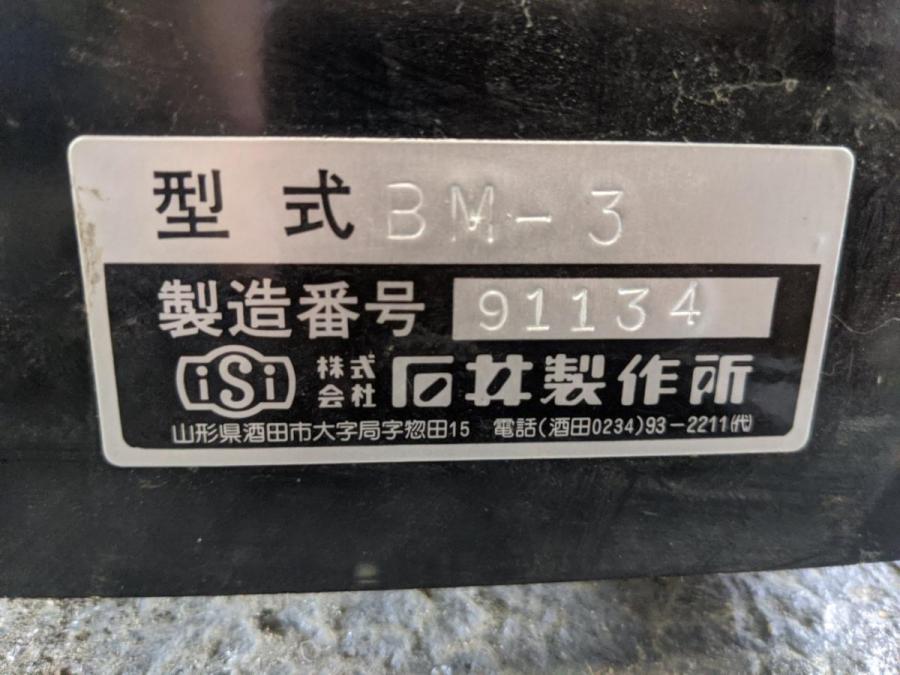 型式 BM-3
製造番号 91134
iSi 株式会社 石井製作所
山形県酒田市大字局字惣田15 電話(酒田0234)93-2211(代)